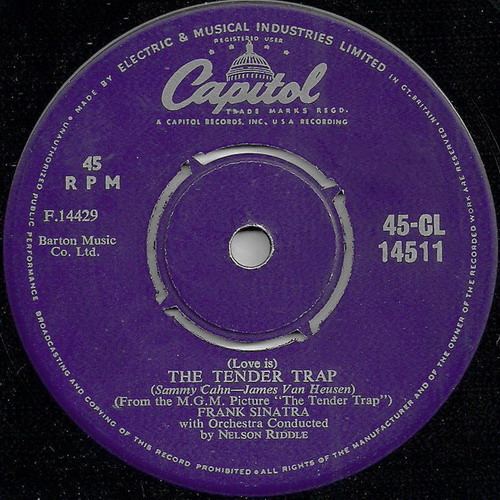 MADE BY ELECTRIC & MUSICAL INDUSTRIES LIMITED IN GT. BRITAIN
REGISTERED USER
Capitol
TRADE MARKS REGD.
A CAPITOL RECORDS, INC., U S A RECORDING
45
RPM
F.14429
Barton Music
Co. Ltd.
45-CL
14511
(Love is)
THE TENDER TRAP
(Sammy Cahn—James Van Heusen)
(From the M.G.M. Picture "The Tender Trap")
FRANK SINATRA
with Orchestra Conducted
by NELSON RIDDLE
ALL RIGHTS OF THE MANUFACTURER AND OF THE OWNER OF THE RECORDED WORK ARE RESERVED
UNAUTHORIZED PUBLIC PERFORMANCE BROADCASTING AND COPYING OF THIS RECORD PROHIBITED